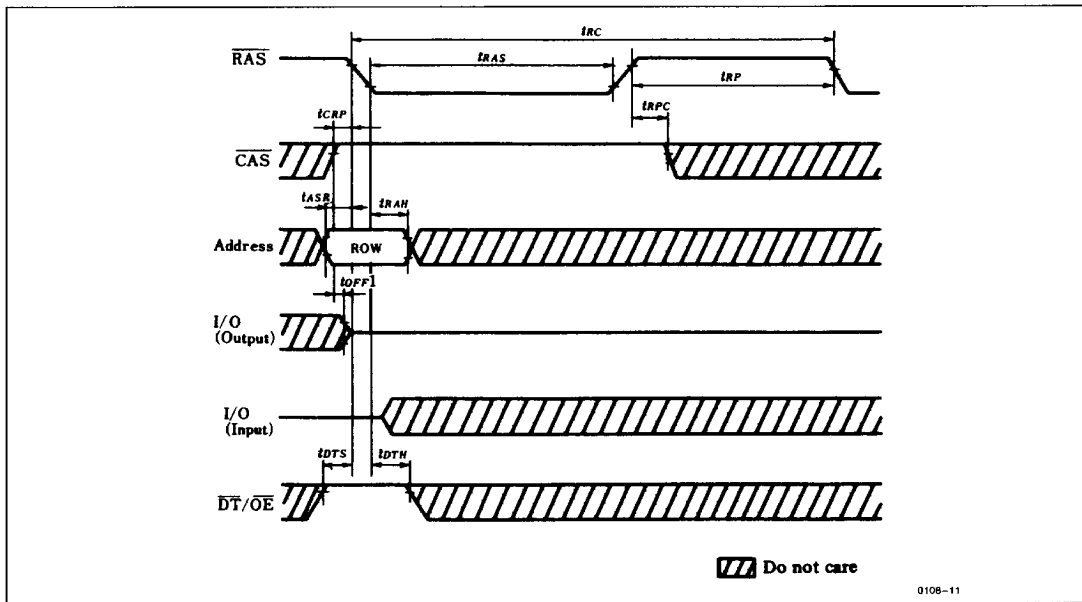 tRC
RAS
tRAS
tRP
tCRP
tRPC
CAS
tASR
tRAH
Address
ROW
tOFF1
I/O
(Output)
I/O
(Input)
tDTS
tDTH
DT/OE
Do not care
0108-11